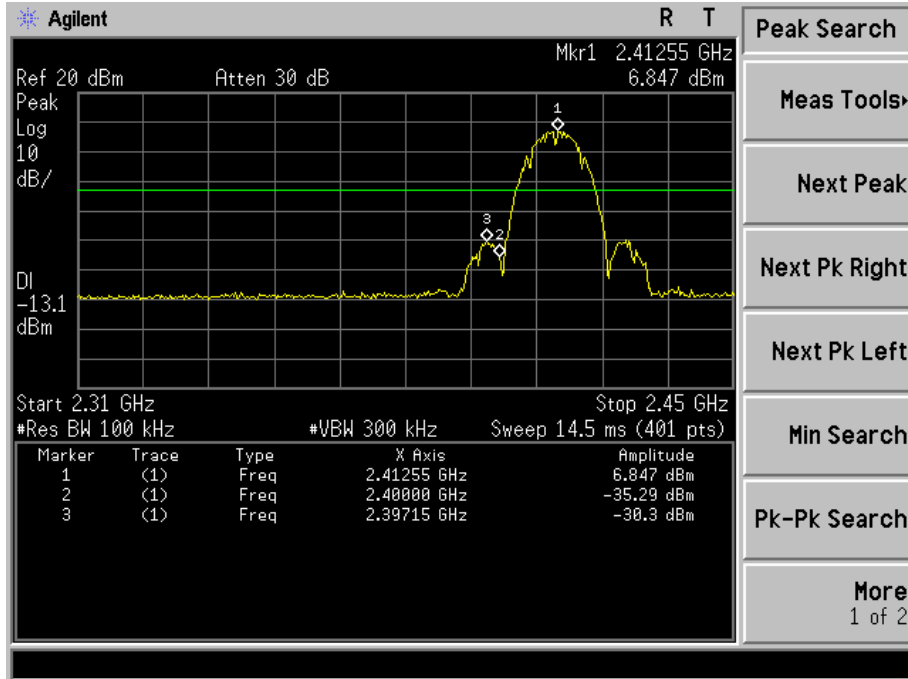 Agilent
R T
Peak Search
Mkr1 2.41255 GHz
Ref 20 dBm Atten 30 dB 6.847 dBm
Peak
Log
10
dB/
1
3
2
DI
-13.1
dBm
Start 2.31 GHz Stop 2.45 GHz
#Res BW 100 kHz #VBW 300 kHz Sweep 14.5 ms (401 pts)
Marker Trace Type X Axis Amplitude
1 (1) Freq 2.41255 GHz 6.847 dBm
2 (1) Freq 2.40000 GHz -35.29 dBm
3 (1) Freq 2.39715 GHz -30.3 dBm
Meas Tools
Next Peak
Next Pk Right
Next Pk Left
Min Search
Pk-Pk Search
More
1 of 2